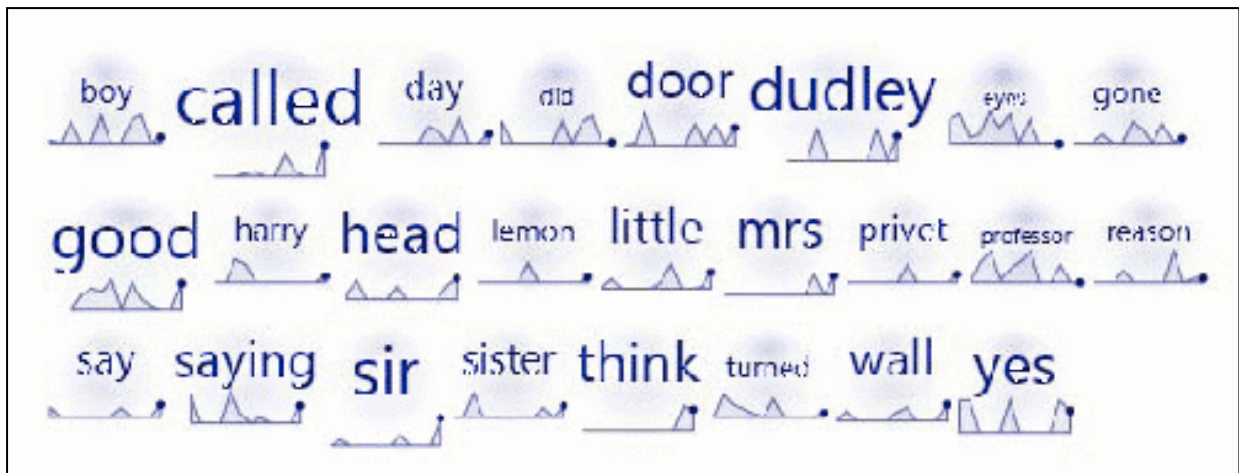 boy called day did door dudley eyes gone
good harry head lemon little mrs privet professor reason
say saying sir sister think turned wall yes